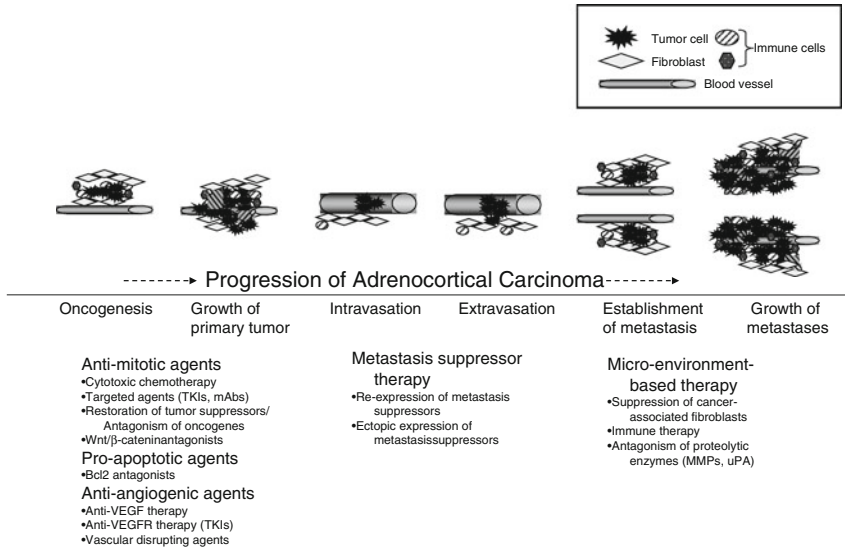 Tumor cell
Fibroblast
Immune cells
Blood vessel
Progression of Adrenocortical Carcinoma
Oncogenesis
Growth of
primary tumor
Intravasation
Extravasation
Establishment
of metastasis
Growth of
metastases
Anti-mitotic agents
•Cytotoxic chemotherapy
•Targeted agents (TKIs, mAbs)
•Restoration of tumor suppressors/
Antagonism of oncogenes
•Wnt/β-cateninantagonists
Pro-apoptotic agents
•Bcl2 antagonists
Anti-angiogenic agents
•Anti-VEGF therapy
•Anti-VEGFR therapy (TKIs)
•Vascular disrupting agents
Metastasis suppressor
therapy
•Re-expression of metastasis
suppressors
•Ectopic expression of
metastasissuppressors
Micro-environment-
based therapy
•Suppression of cancer-
associated fibroblasts
•Immune therapy
•Antagonism of proteolytic
enzymes (MMPs, uPA)